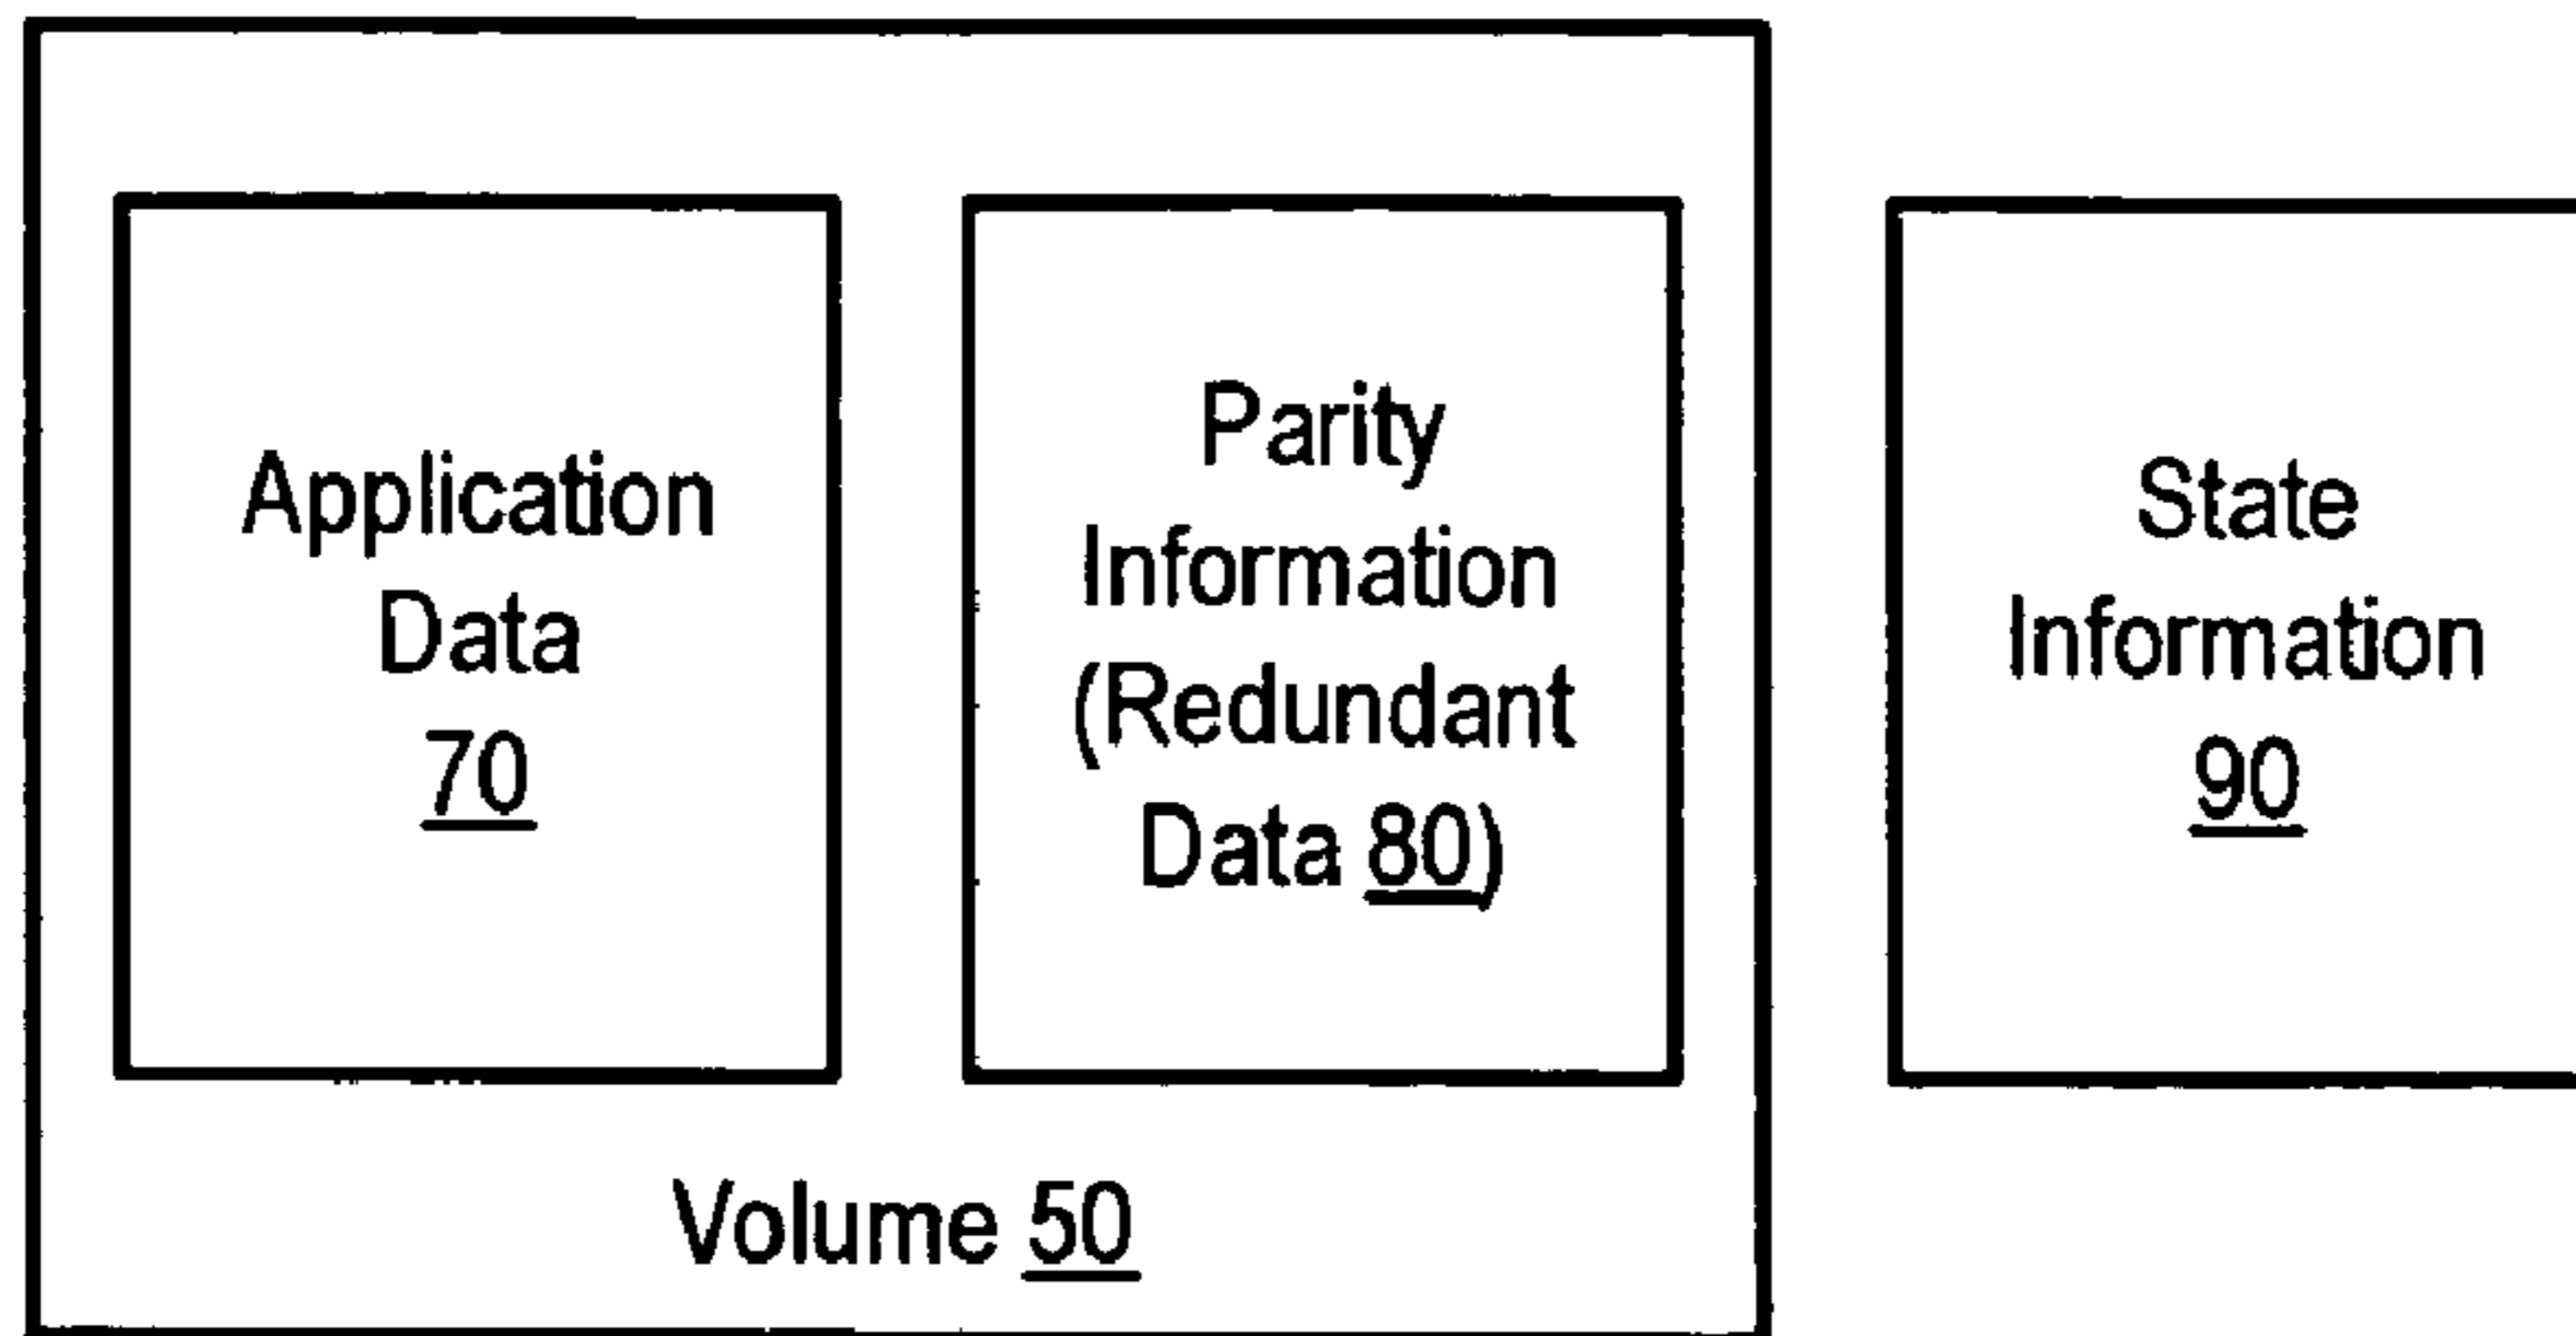 Application
Data
70
Parity
Information
(Redundant
Data 80)
State
Information
90
Volume 50